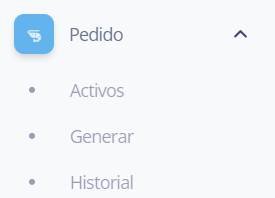 Pedido
Activos
Generar
Historial